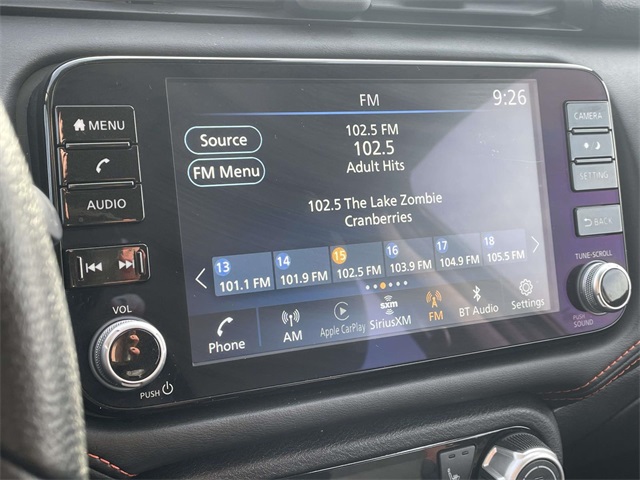 FM
9:26
MENU
AUDIO
VOL
PUSH
Source
FM Menu
102.5 FM
102.5
Adult Hits
102.5 The Lake Zombie
Cranberries
13 14 15 16 17 18
101.1 FM 101.9 FM 102.5 FM 103.9 FM 104.9 FM 105.5 FM
Phone AM Apple CarPlay sxm SiriusXM FM BT Audio Settings
CAMERA
SETTING
BACK
TUNE-SCROLL
PUSH
SOUND